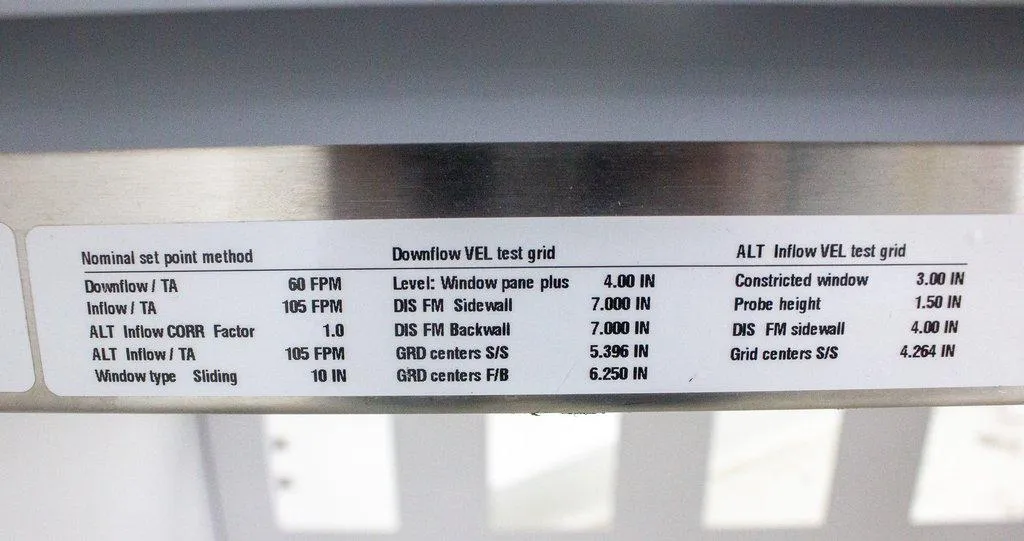 Nominal set point method
Downflow / TA 60 FPM
Inflow / TA 105 FPM
ALT Inflow CORR Factor 1.0
ALT Inflow / TA 105 FPM
Window type Sliding 10 IN
Downflow VEL test grid
Level: Window pane plus 4.00 IN
DIS FM Sidewall 7.000 IN
DIS FM Backwall 7.000 IN
GRD centers S/S 5.396 IN
GRD centers F/B 6.250 IN
ALT Inflow VEL test grid
Constricted window 3.00 IN
Probe height 1.50 IN
DIS FM sidewall 4.00 IN
Grid centers S/S 4.264 IN